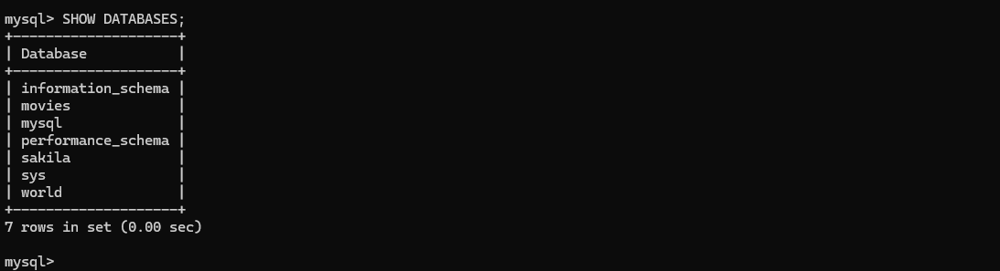 mysql> SHOW DATABASES;
+--------------------+
| Database           |
+--------------------+
| information_schema |
| movies             |
| mysql              |
| performance_schema |
| sakila             |
| sys                |
| world              |
+--------------------+
7 rows in set (0.00 sec)
mysql>